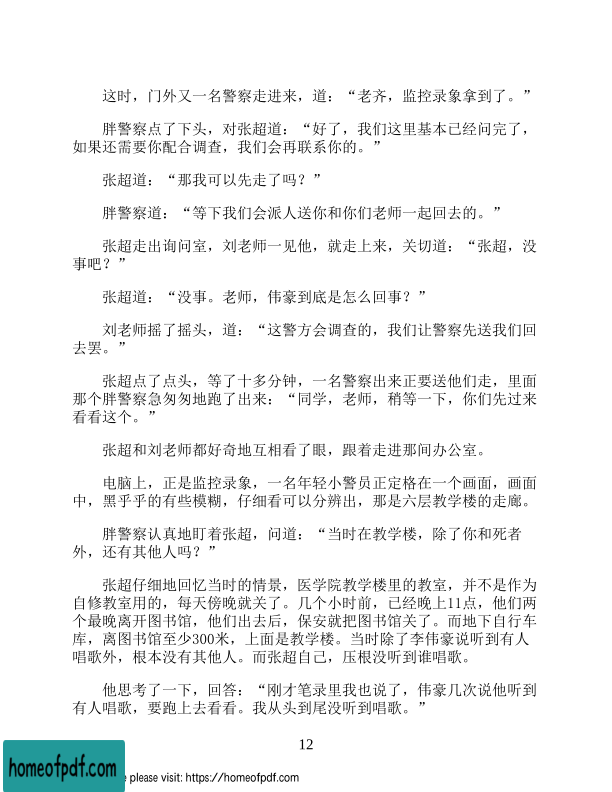 这时，门外又一名警察走进来，道：“老齐，监控录象拿到了。”
胖警察点了下头，对张超道：“好了，我们这里基本已经问完了，
如果还需要你配合调查，我们会再联系你的。”
张超道：“那我可以先走了吗？”
胖警察道：“等下我们会派人送你和你们老师一起回去的。”
张超走出询问室，刘老师一见他，就走上来，关切道：“张超，没
事吧？”
张超道：“没事。老师，伟豪到底是怎么回事？”
刘老师摇了摇头，道：“这警方会调查的，我们让警察先送我们回
去罢。”
张超点了点头，等了十多分钟，一名警察出来正要送他们走，里面
那个胖警察急匆匆地跑了出来：“同学，老师，稍等一下，你们先过来
看看这个。”
张超和刘老师都好奇地互相看了眼，跟着走进那间办公室。
电脑上，正是监控录象，一名年轻小警员正定格在一个画面，画面
中，黑乎乎的有些模糊，仔细看可以分辨出，那是六层教学楼的走廊。
胖警察认真地盯着张超，问道：“当时在教学楼，除了你和死者
外，还有其他人吗？”
张超仔细地回忆当时的情景，医学院教学楼里的教室，并不是作为
自修教室用的，每天傍晚就关了。几个小时前，已经晚上11点，他们两
个最晚离开图书馆，他们出去后，保安就把图书馆关了。而地下自行车
库，离图书馆至少300米，上面是教学楼。当时除了李伟豪说听到有人
唱歌外，根本没有其他人。而张超自己，压根没听到谁唱歌。
他思考了一下，回答：“刚才笔录里我也说了，伟豪几次说他听到
有人唱歌，要跑上去看看。我从头到尾没听到唱歌。”
12
homeofpdf.com
e please visit: https://homeofpdf.com